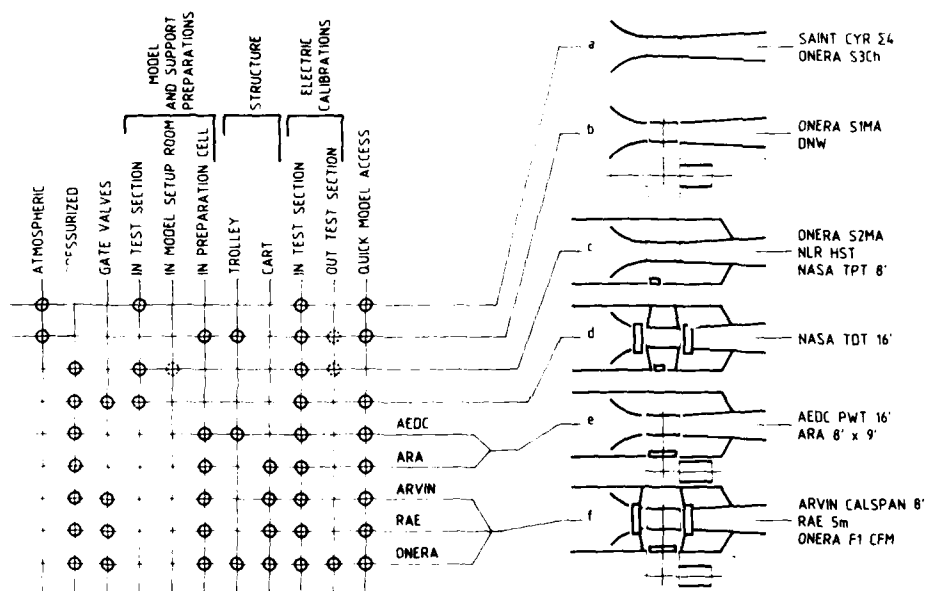 MODEL
AND SUPPORT
PREPARATIONS
STRUCTURE
ELECTRIC
CALIBRATIONS
ATMOSPHERIC
PRESSURIZED
GATE VALVES
IN TEST SECTION
IN MODEL SETUP ROOM
IN PREPARATION CELL
TROLLEY
CART
IN TEST SECTION
OUT TEST SECTION
QUICK MODEL ACCESS
a
SAINT CYR Σ4
ONERA S3Ch
b
ONERA S1MA
DNW
c
ONERA S2MA
NLR HST
NASA TPT 8'
d
NASA TDT 16'
AEDC
ARA
e
AEDC PWT 16'
ARA 8' x 9'
ARVIN
RAE
ONERA
f
ARVIN CALSPAN 8'
RAE 5m
ONERA F1 CFM